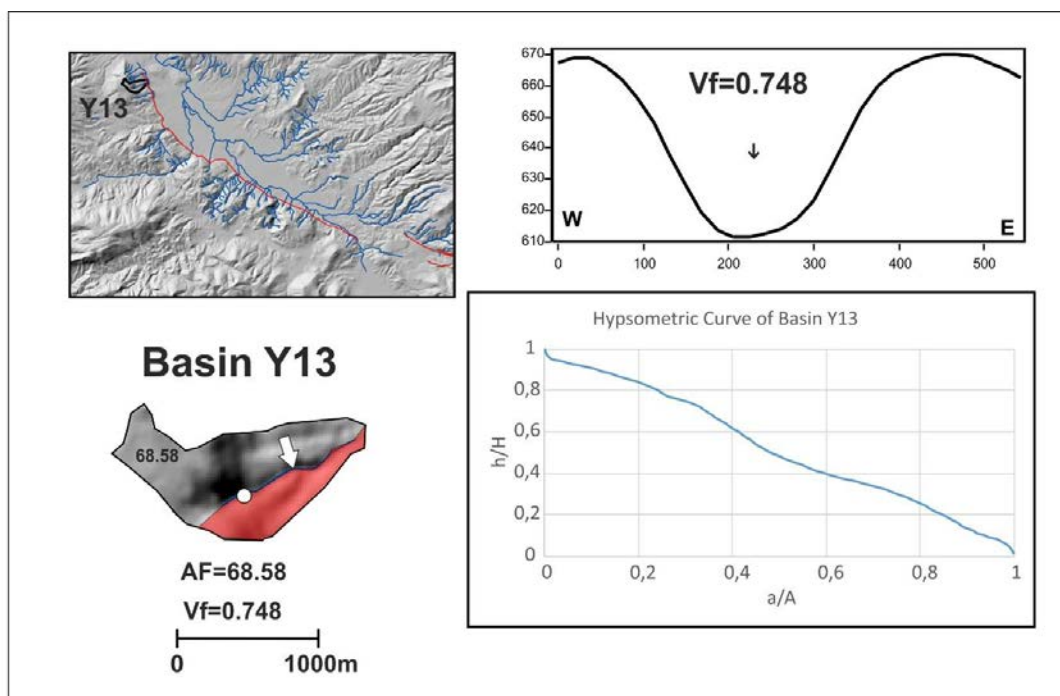 Y13
670
660
650
640
630
620
610
Vf=0.748
↓
W
E
0
100
200
300
400
500
Basin Y13
68.58
AF=68.58
Vf=0.748
0
1000m
Hypsometric Curve of Basin Y13
1
0,8
0,6
0,4
0,2
0
h/H
0
0,2
0,4
0,6
0,8
1
a/A